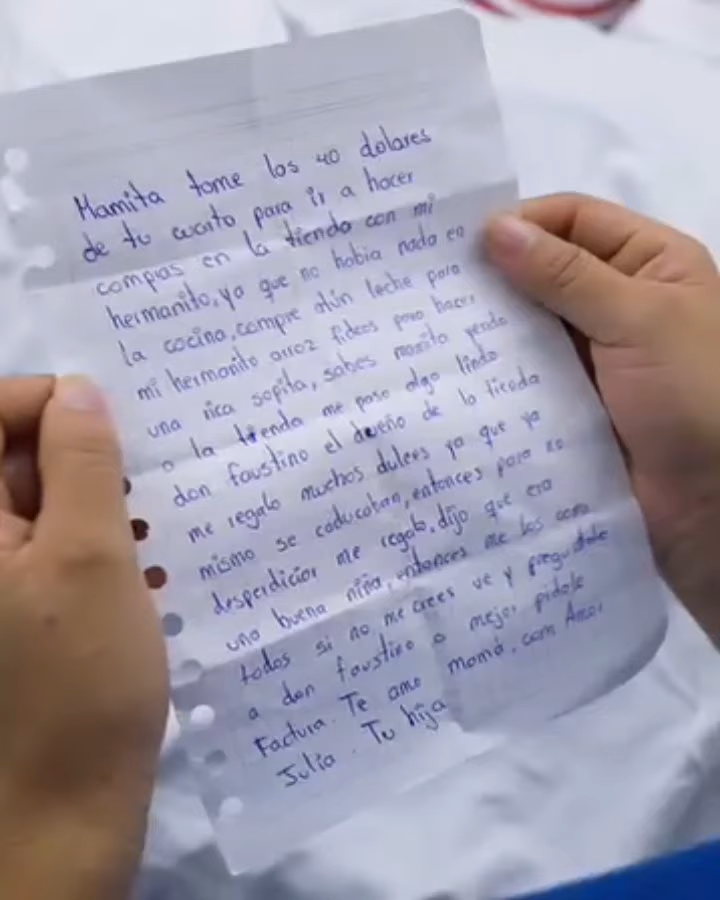 Mamita tome los 40 dolares
de tu cuarto para ir a hacer
compras en la tienda con mi
hermanito, ya que no habia nada en
la cocina, compre atún leche para
mi hermanito arroz fideos para hacer
una rica sopita, sabes mamita yendo
a la tienda me paso algo lindo
don faustino el dueño de la tienda
me regalo muchos dulces ya que ya
mismo se caducaban, entonces para no
desperdiciar me regalo, dijo que era
una buena niña, entonces me los come
todos si no me crees ve y preguntale
a don faustino o mejor pidele
Factura. Te amo mamá, com Amor
Julia. Tu hija